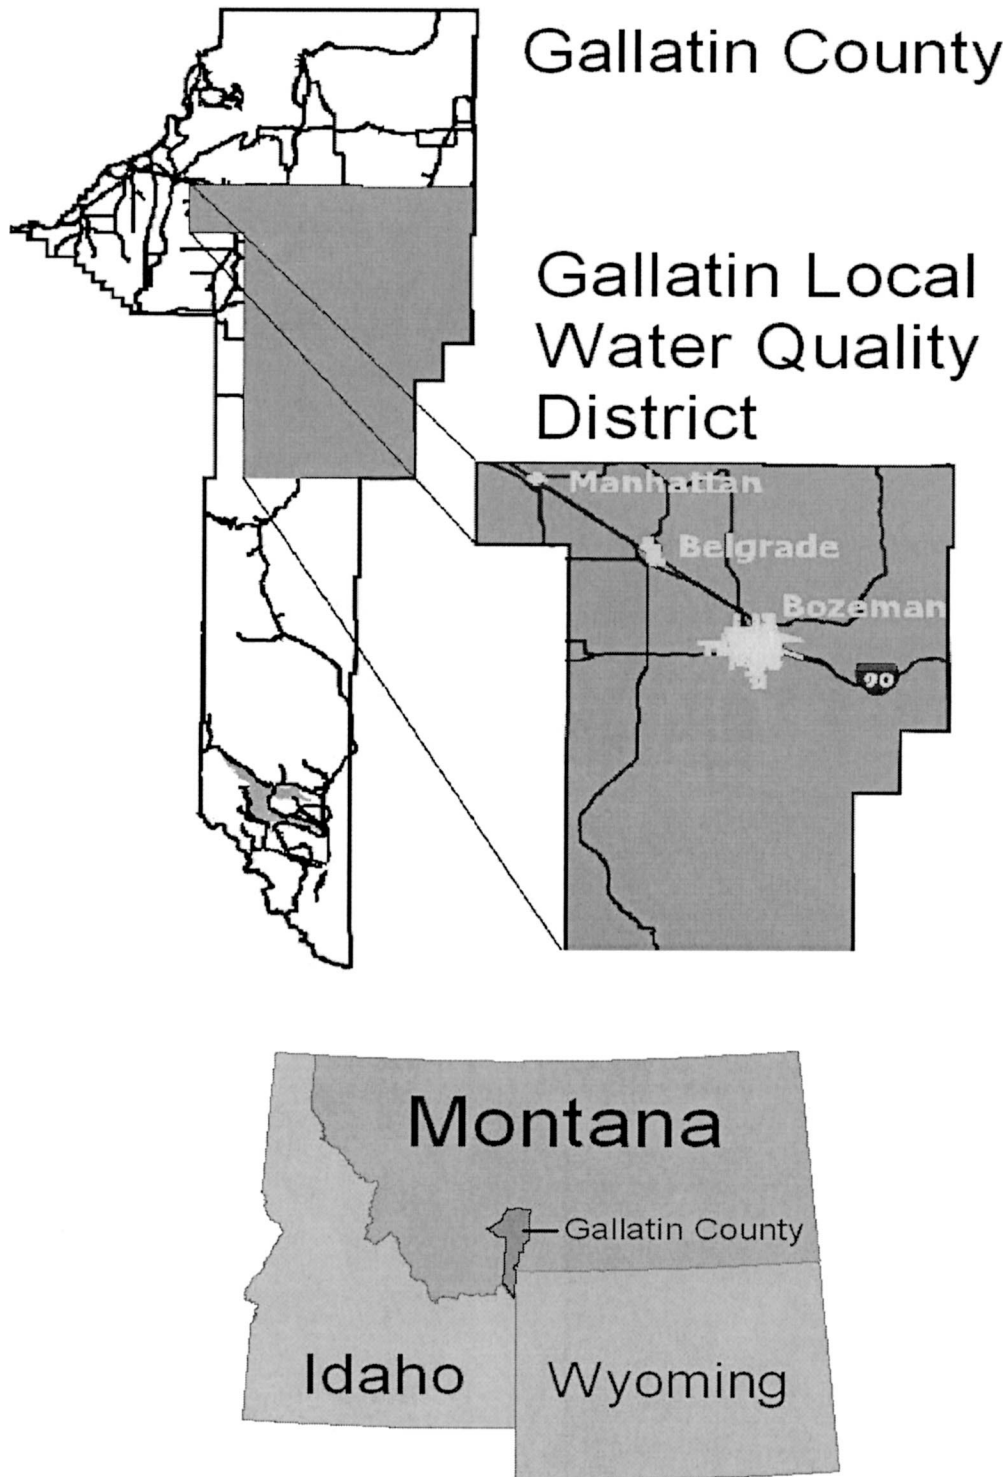 Gallatin County
Gallatin Local
Water Quality
District
Manhattan
Belgrade
Bozeman
90
Montana
Gallatin County
Idaho
Wyoming